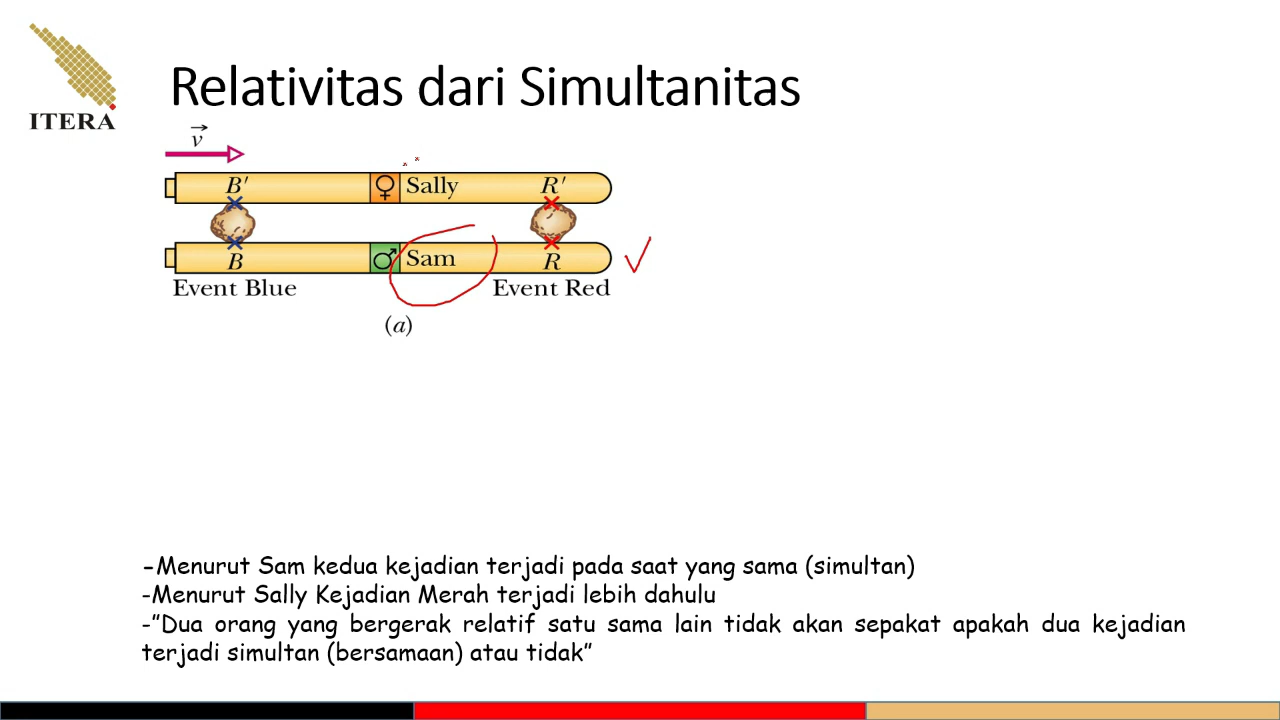 ITERA
Relativitas dari Simultanitas
v
B′ Sally R′
B Sam R
Event Blue Event Red
(a)
-Menurut Sam kedua kejadian terjadi pada saat yang sama (simultan)
-Menurut Sally Kejadian Merah terjadi lebih dahulu
-”Dua orang yang bergerak relatif satu sama lain tidak akan sepakat apakah dua kejadian
terjadi simultan (bersamaan) atau tidak”